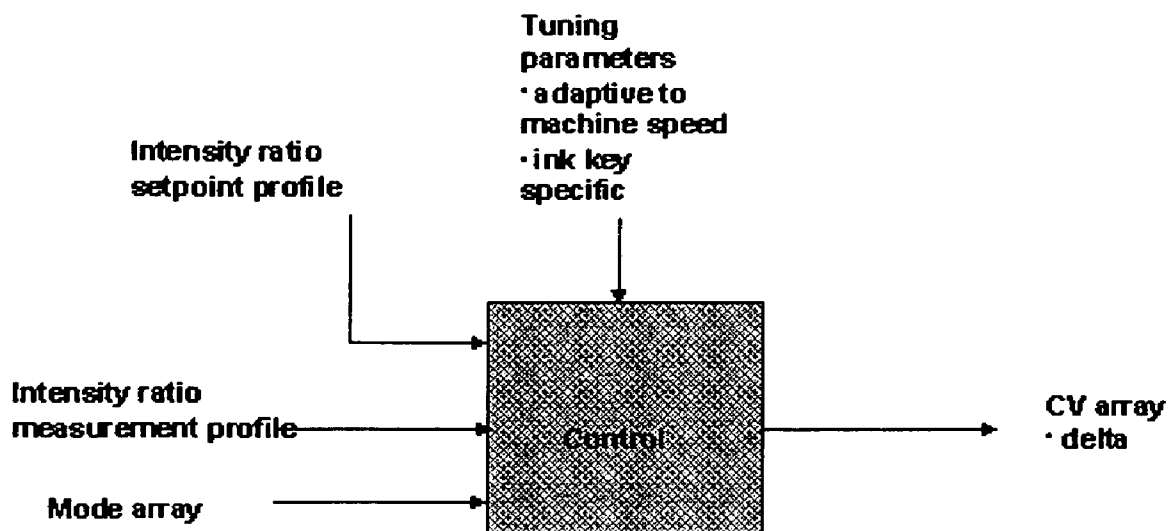 Tuning
parameters
· adaptive to
machine speed
· ink key
specific
Intensity ratio
setpoint profile
Intensity ratio
measurement profile
Control
CV array
· delta
Mode array